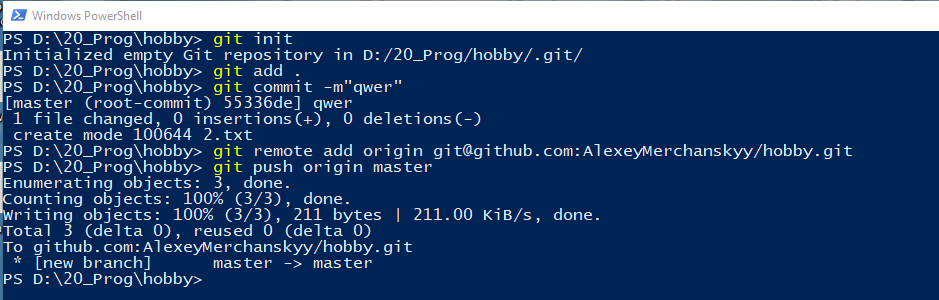 Windows PowerShell
PS D:\20_Prog\hobby> git init
Initialized empty Git repository in D:/20_Prog/hobby/.git/
PS D:\20_Prog\hobby> git add .
PS D:\20_Prog\hobby> git commit -m"qwer"
[master (root-commit) 55336de] qwer
 1 file changed, 0 insertions(+), 0 deletions(-)
 create mode 100644 2.txt
PS D:\20_Prog\hobby> git remote add origin git@github.com:AlexeyMerchanskyy/hobby.git
PS D:\20_Prog\hobby> git push origin master
Enumerating objects: 3, done.
Counting objects: 100% (3/3), done.
Writing objects: 100% (3/3), 211 bytes | 211.00 KiB/s, done.
Total 3 (delta 0), reused 0 (delta 0)
To github.com:AlexeyMerchanskyy/hobby.git
 * [new branch]      master -> master
PS D:\20_Prog\hobby>